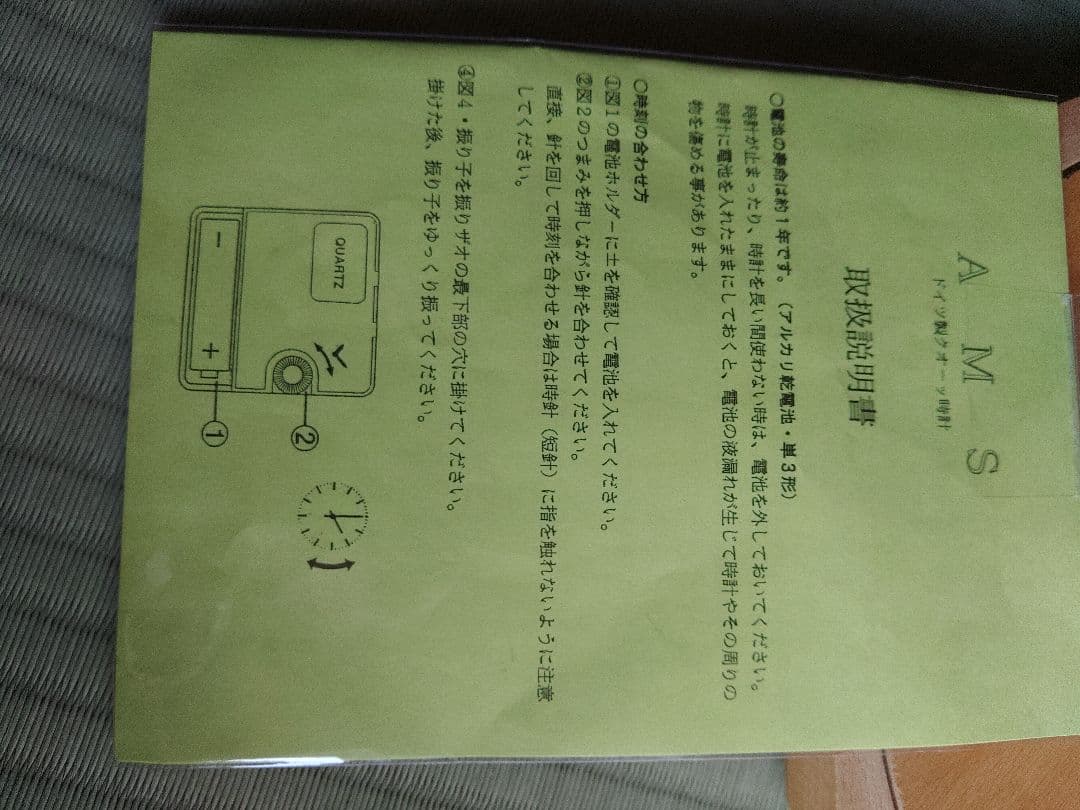 A M S
ドイツ製クオーツ時計
取扱説明書
○電池の寿命は約1年です。（アルカリ乾電池・単3形）
時計が止まったり、時計を長い間使わない時は、電池を外しておいてください。
時計に電池を入れたままにしておくと、電池の液漏れが生じて時計やその周りの
物を傷める事があります。
○時刻の合わせ方
①図1の電池ホルダーに±を確認して電池を入れてください。
②図2のつまみを押しながら針を合わせてください。
直接、針を回して時刻を合わせる場合は時針（短針）に指を触れないように注意
してください。
④図4・振り子を振りザオの最下部の穴に掛けてください。
掛けた後、振り子をゆっくり振ってください。
QUARTZ
②
− +
①